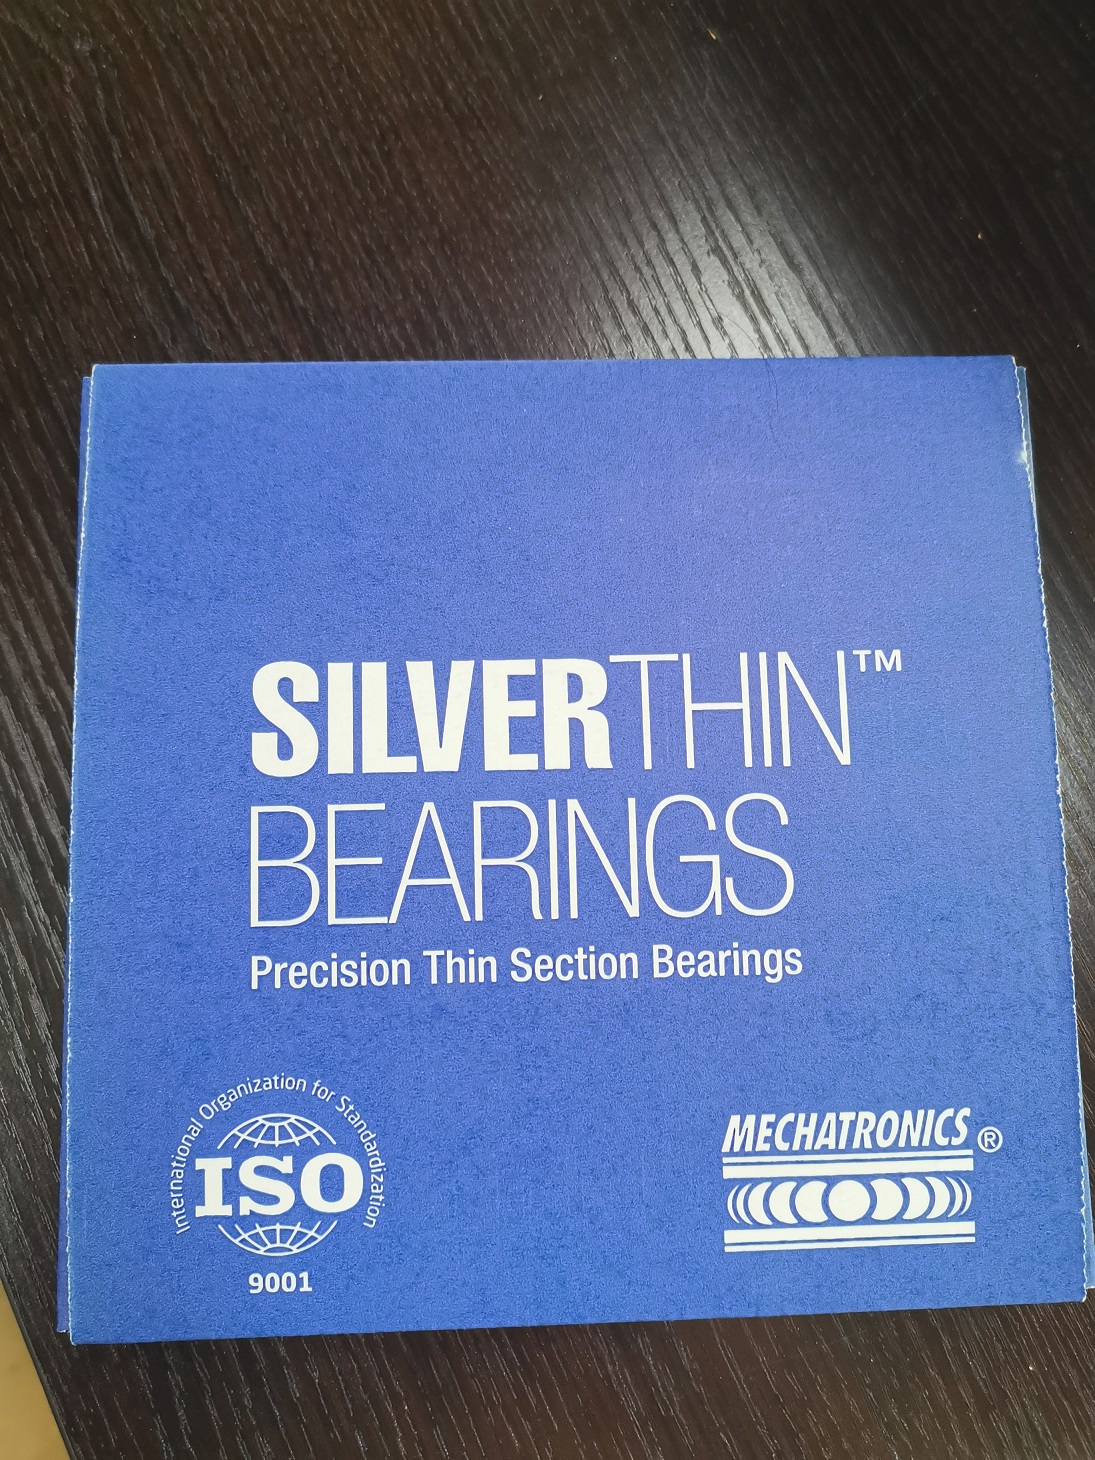 SILVERTHIN™
BEARINGS
Precision Thin Section Bearings
International Organization for Standardization
ISO
9001
MECHATRONICS®